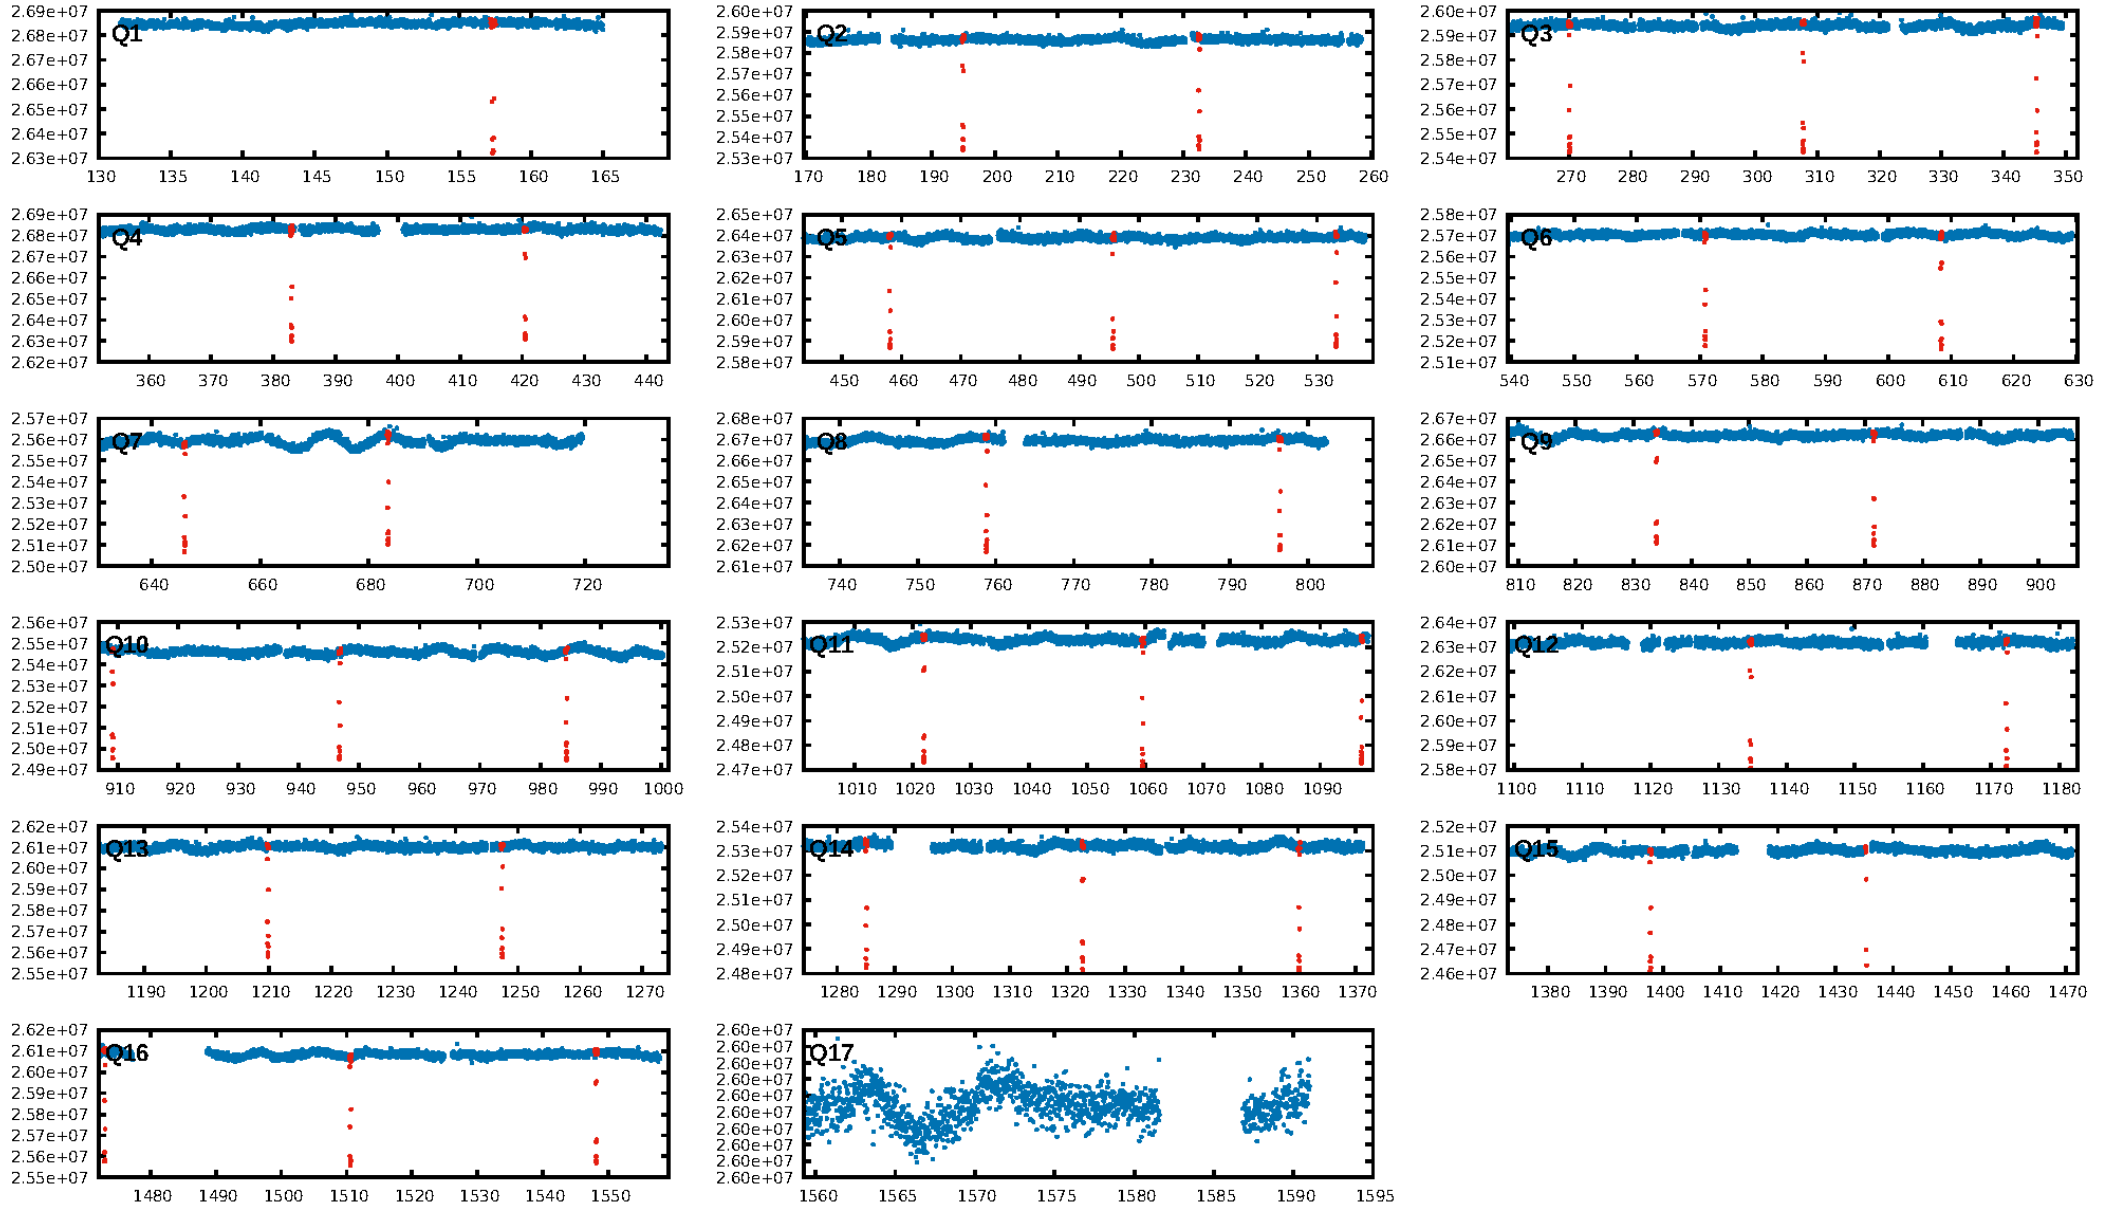 2.69e+07 2.68e+07 2.67e+07 2.66e+07 2.65e+07 2.64e+07 2.63e+07
Q1
130 135 140 145 150 155 160 165
2.60e+07 2.59e+07 2.58e+07 2.57e+07 2.56e+07 2.55e+07 2.54e+07 2.53e+07
Q2
170 180 190 200 210 220 230 240 250 260
2.60e+07 2.59e+07 2.58e+07 2.57e+07 2.56e+07 2.55e+07 2.54e+07
Q3
270 280 290 300 310 320 330 340 350
2.69e+07 2.68e+07 2.67e+07 2.66e+07 2.65e+07 2.64e+07 2.63e+07 2.62e+07
Q4
360 370 380 390 400 410 420 430 440
2.65e+07 2.64e+07 2.63e+07 2.62e+07 2.61e+07 2.60e+07 2.59e+07 2.58e+07
Q5
450 460 470 480 490 500 510 520 530
2.58e+07 2.57e+07 2.56e+07 2.55e+07 2.54e+07 2.53e+07 2.52e+07 2.51e+07
Q6
540 550 560 570 580 590 600 610 620 630
2.57e+07 2.56e+07 2.55e+07 2.54e+07 2.53e+07 2.52e+07 2.51e+07 2.50e+07
Q7
640 660 680 700 720
2.68e+07 2.67e+07 2.66e+07 2.65e+07 2.64e+07 2.63e+07 2.62e+07 2.61e+07
Q8
740 750 760 770 780 790 800
2.67e+07 2.66e+07 2.65e+07 2.64e+07 2.63e+07 2.62e+07 2.61e+07 2.60e+07
Q9
810 820 830 840 850 860 870 880 890 900
2.56e+07 2.55e+07 2.54e+07 2.53e+07 2.52e+07 2.51e+07 2.50e+07 2.49e+07
Q10
910 920 930 940 950 960 970 980 990 1000
2.53e+07 2.52e+07 2.51e+07 2.50e+07 2.49e+07 2.48e+07 2.47e+07
Q11
1010 1020 1030 1040 1050 1060 1070 1080 1090
2.64e+07 2.63e+07 2.62e+07 2.61e+07 2.60e+07 2.59e+07 2.58e+07
Q12
1100 1110 1120 1130 1140 1150 1160 1170 1180
2.62e+07 2.61e+07 2.60e+07 2.59e+07 2.58e+07 2.57e+07 2.56e+07 2.55e+07
Q13
1190 1200 1210 1220 1230 1240 1250 1260 1270
2.54e+07 2.53e+07 2.52e+07 2.51e+07 2.50e+07 2.49e+07 2.48e+07
Q14
1280 1290 1300 1310 1320 1330 1340 1350 1360 1370
2.52e+07 2.51e+07 2.50e+07 2.49e+07 2.48e+07 2.47e+07 2.46e+07
Q15
1380 1390 1400 1410 1420 1430 1440 1450 1460 1470
2.62e+07 2.61e+07 2.60e+07 2.59e+07 2.58e+07 2.57e+07 2.56e+07 2.55e+07
Q16
1480 1490 1500 1510 1520 1530 1540 1550
2.60e+07 2.60e+07 2.60e+07 2.60e+07 2.60e+07 2.60e+07 2.60e+07 2.60e+07 2.60e+07 2.60e+07
Q17
1560 1565 1570 1575 1580 1585 1590 1595